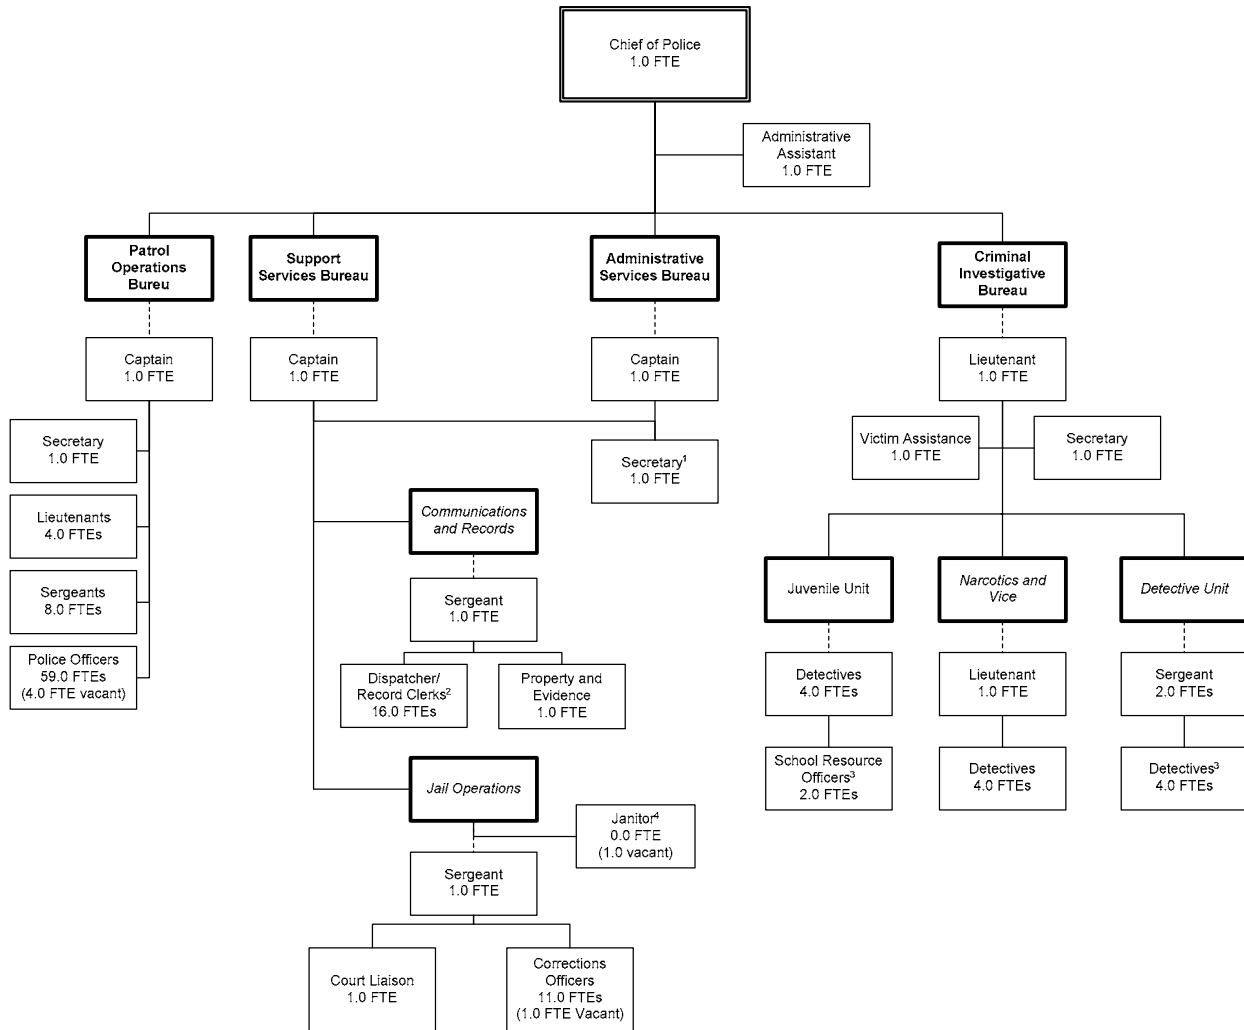 Chief of Police
1.0 FTE
Administrative
Assistant
1.0 FTE
Patrol
Operations
Bureu
Support
Services Bureau
Administrative
Services Bureau
Criminal
Investigative
Bureau
Captain
1.0 FTE
Captain
1.0 FTE
Captain
1.0 FTE
Lieutenant
1.0 FTE
Secretary
1.0 FTE
Lieutenants
4.0 FTEs
Sergeants
8.0 FTEs
Police Officers
59.0 FTEs
(4.0 FTE vacant)
Secretary¹
1.0 FTE
Communications
and Records
Sergeant
1.0 FTE
Dispatcher/
Record Clerks²
16.0 FTEs
Property and
Evidence
1.0 FTE
Jail Operations
Janitor⁴
0.0 FTE
(1.0 vacant)
Sergeant
1.0 FTE
Court Liaison
1.0 FTE
Corrections
Officers
11.0 FTEs
(1.0 FTE Vacant)
Victim Assistance
1.0 FTE
Secretary
1.0 FTE
Juvenile Unit
Narcotics and
Vice
Detective Unit
Detectives
4.0 FTEs
Lieutenant
1.0 FTE
Sergeant
2.0 FTEs
School Resource
Officers³
2.0 FTEs
Detectives
4.0 FTEs
Detectives³
4.0 FTEs